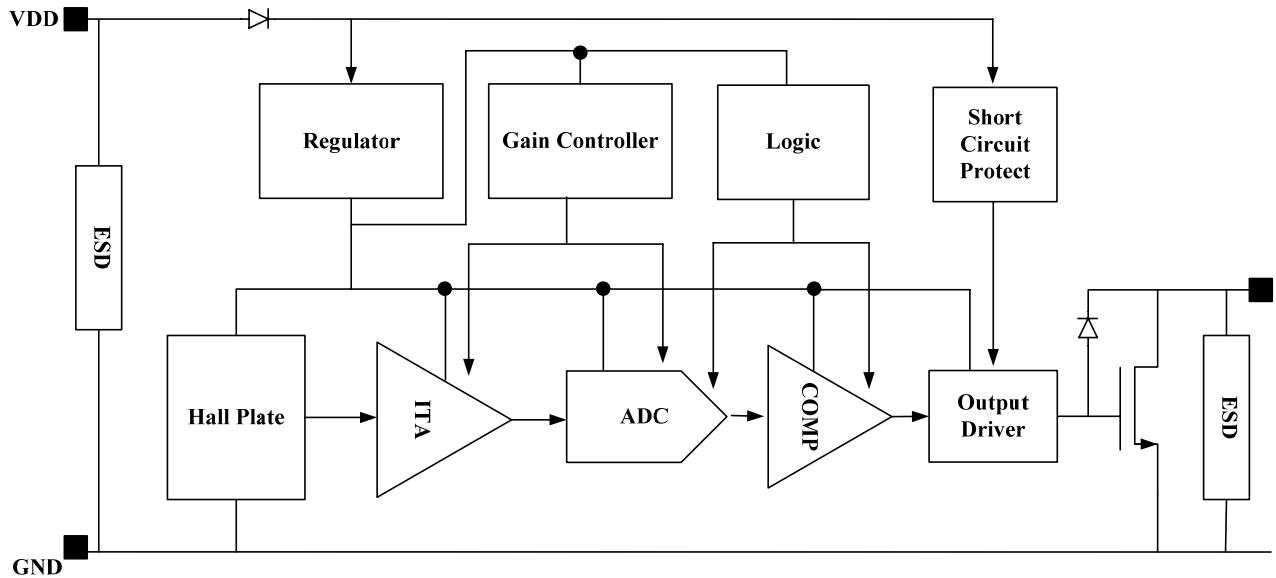 VDD
Regulator
Gain Controller
Logic
Short
Circuit
Protect
ESD
Hall Plate
ITA
ADC
COMP
Output
Driver
ESD
GND